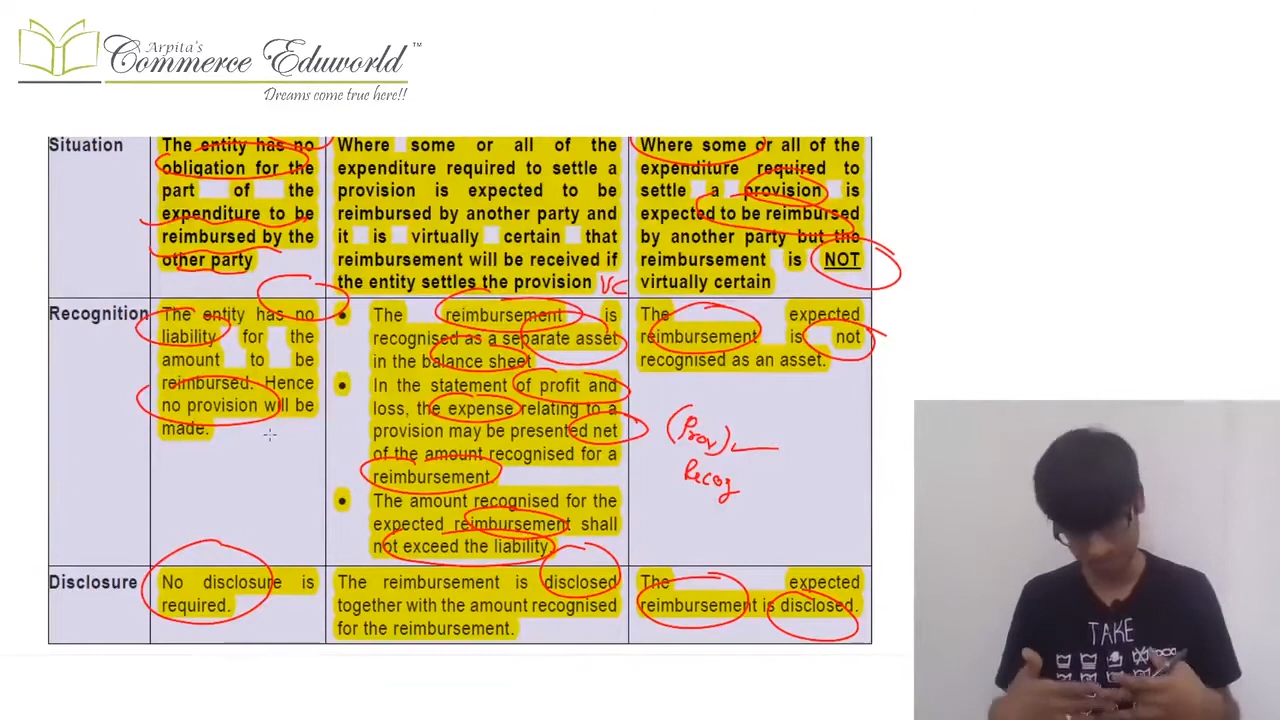 Arpita's
Commerce Eduworld™
Dreams come true here!!
Situation
The entity has no
obligation for the
part of the
expenditure to be
reimbursed by the
other party
Where some or all of the
expenditure required to settle a
provision is expected to be
reimbursed by another party and
it is virtually certain that
reimbursement will be received if
the entity settles the provision VC
Where some or all of the
expenditure required to
settle a provision is
expected to be reimbursed
by another party but the
reimbursement is NOT
virtually certain
Recognition
The entity has no
liability for the
amount to be
reimbursed. Hence
no provision will be
made.
• The reimbursement is
recognised as a separate asset
in the balance sheet
• In the statement of profit and
loss, the expense relating to a
provision may be presented net
of the amount recognised for a
reimbursement.
• The amount recognised for the
expected reimbursement shall
not exceed the liability.
The expected
reimbursement is not
recognised as an asset.
(Prov)
Recog
Disclosure
No disclosure is
required.
The reimbursement is disclosed
together with the amount recognised
for the reimbursement.
The expected
reimbursement is disclosed.
TAKE